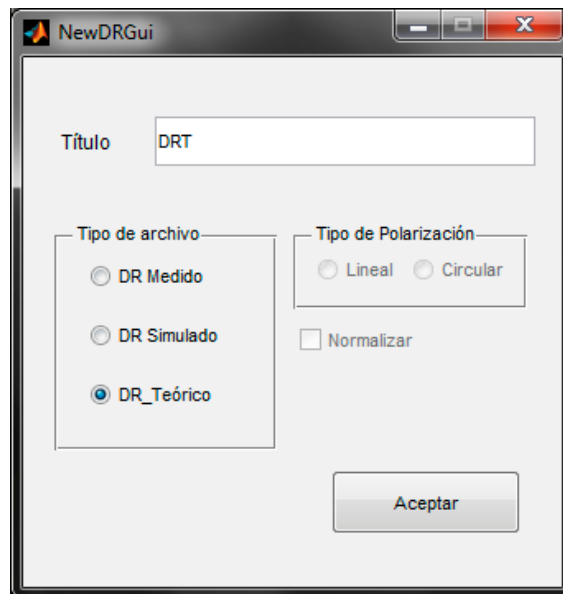 NewDRGui
Título DRT
Tipo de archivo
DR Medido
DR Simulado
DR_Teórico
Tipo de Polarización
Lineal Circular
Normalizar
Aceptar